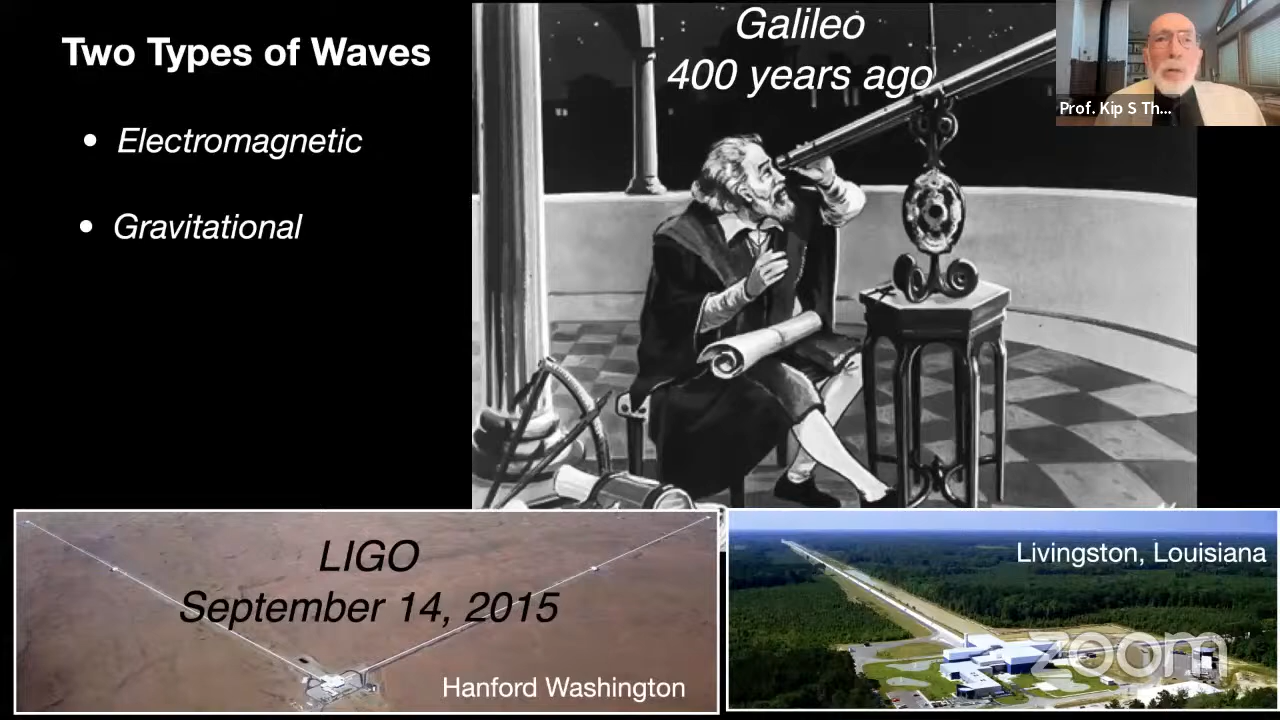 Two Types of Waves
• Electromagnetic
• Gravitational
Galileo
400 years ago
Prof. Kip S Th...
LIGO
September 14, 2015
Hanford Washington
Livingston, Louisiana
zoom